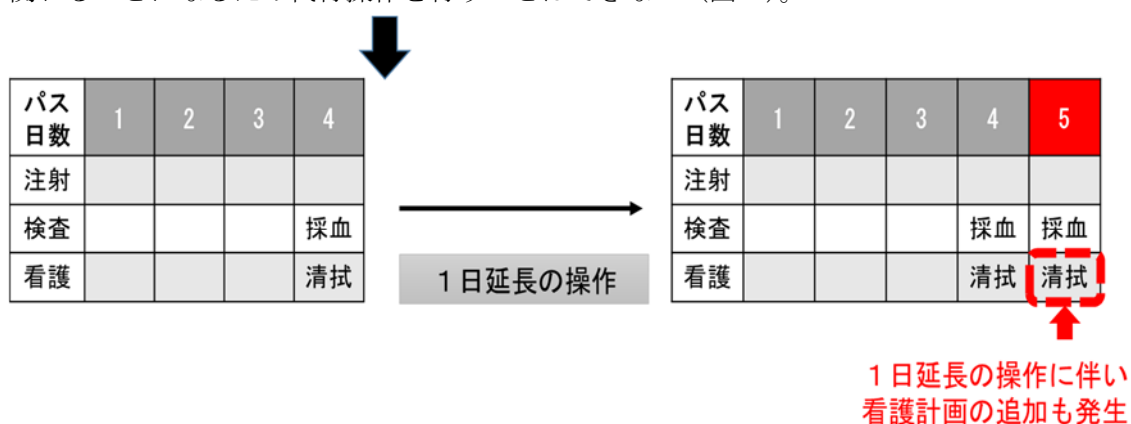 パス日数 1 2 3 4
注射
検査 採血
看護 清拭
1日延長の操作
パス日数 1 2 3 4 5
注射
検査 採血 採血
看護 清拭 清拭
1日延長の操作に伴い
看護計画の追加も発生